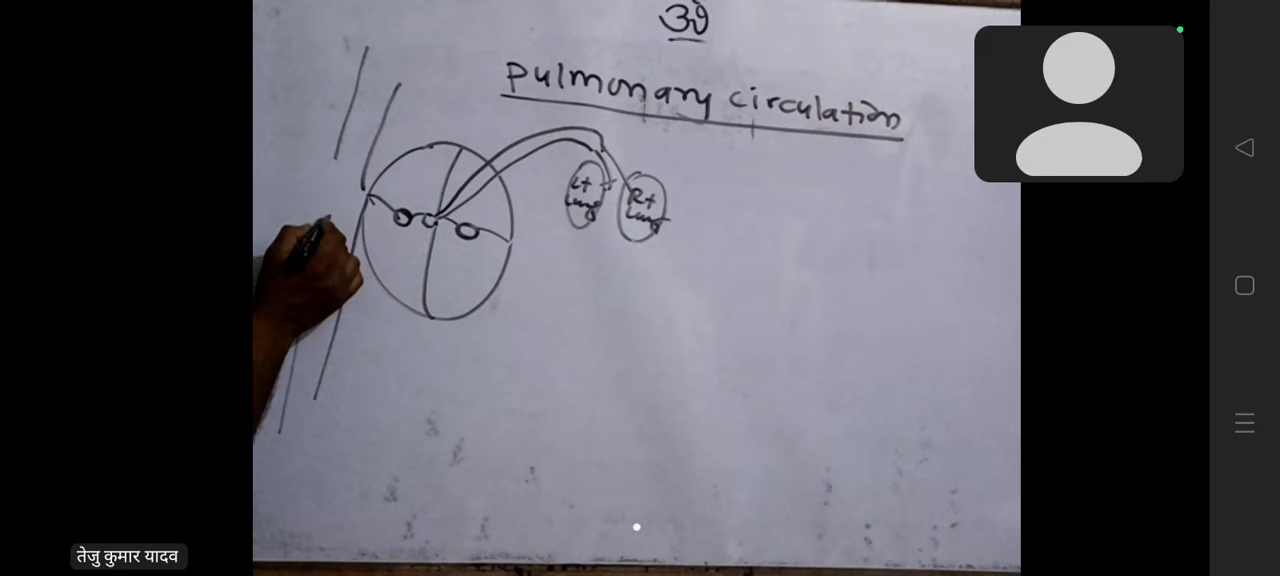 ॐ
Pulmonary circulation
Lt Rt
Lung Lung
तेजु कुमार यादव